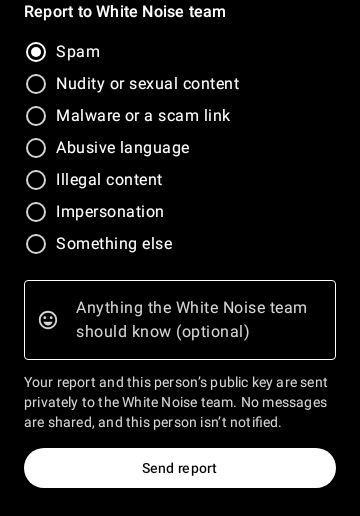 Report to White Noise team
Spam
Nudity or sexual content
Malware or a scam link
Abusive language
Illegal content
Impersonation
Something else
Anything the White Noise team
should know (optional)
Your report and this person’s public key are sent
privately to the White Noise team. No messages
are shared, and this person isn’t notified.
Send report